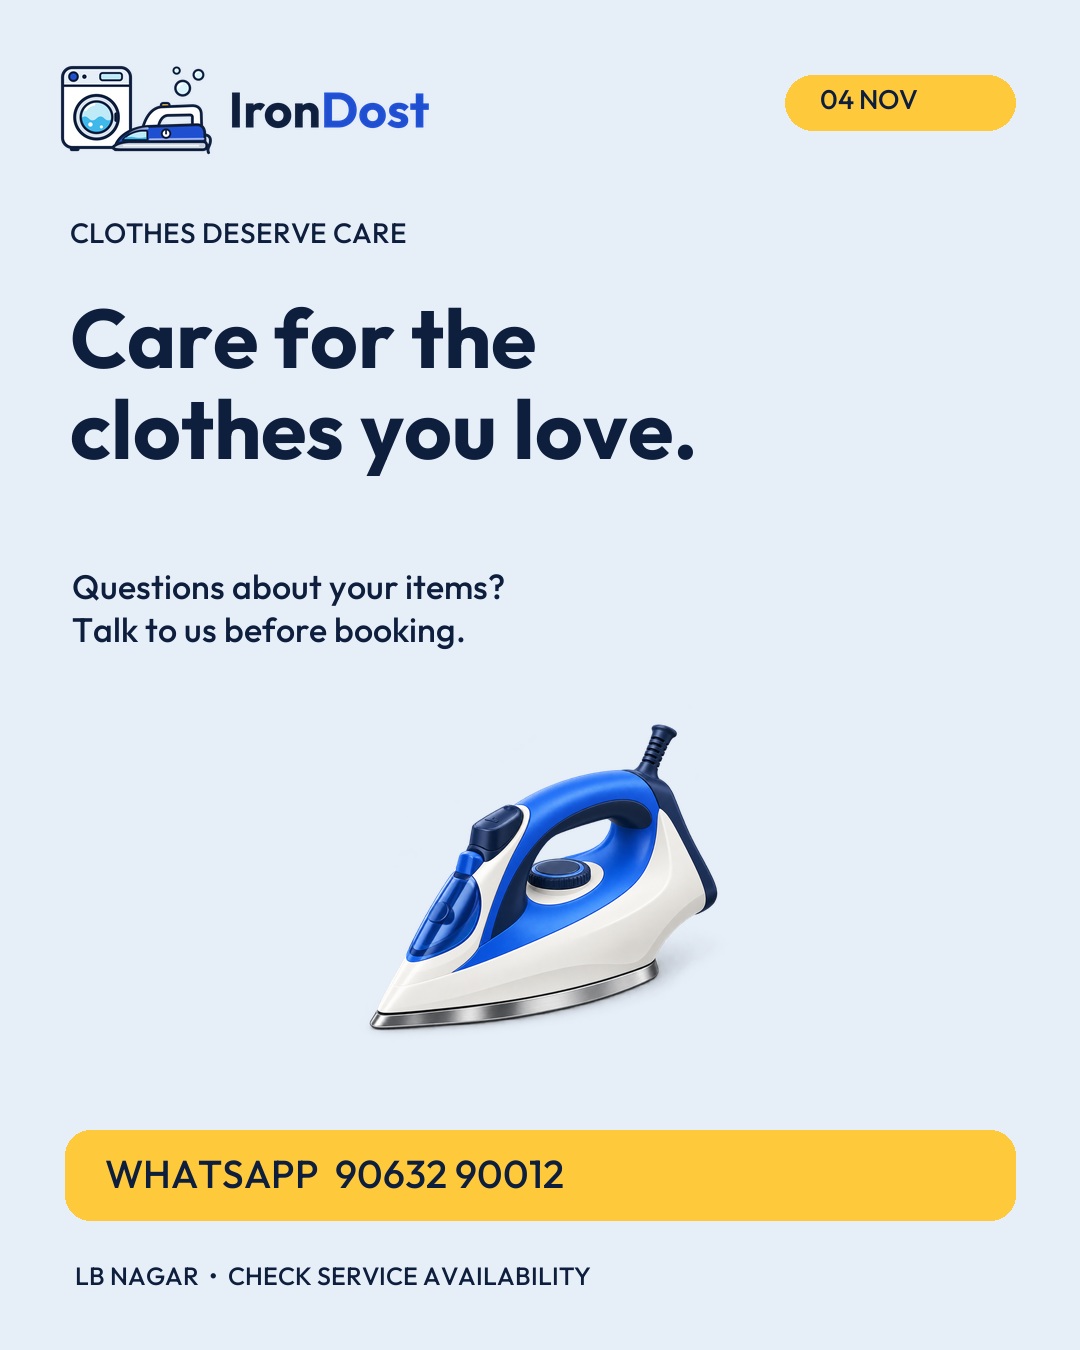 IronDost
04 NOV
CLOTHES DESERVE CARE
Care for the
clothes you love.
Questions about your items?
Talk to us before booking.
WHATSAPP 90632 90012
LB NAGAR • CHECK SERVICE AVAILABILITY